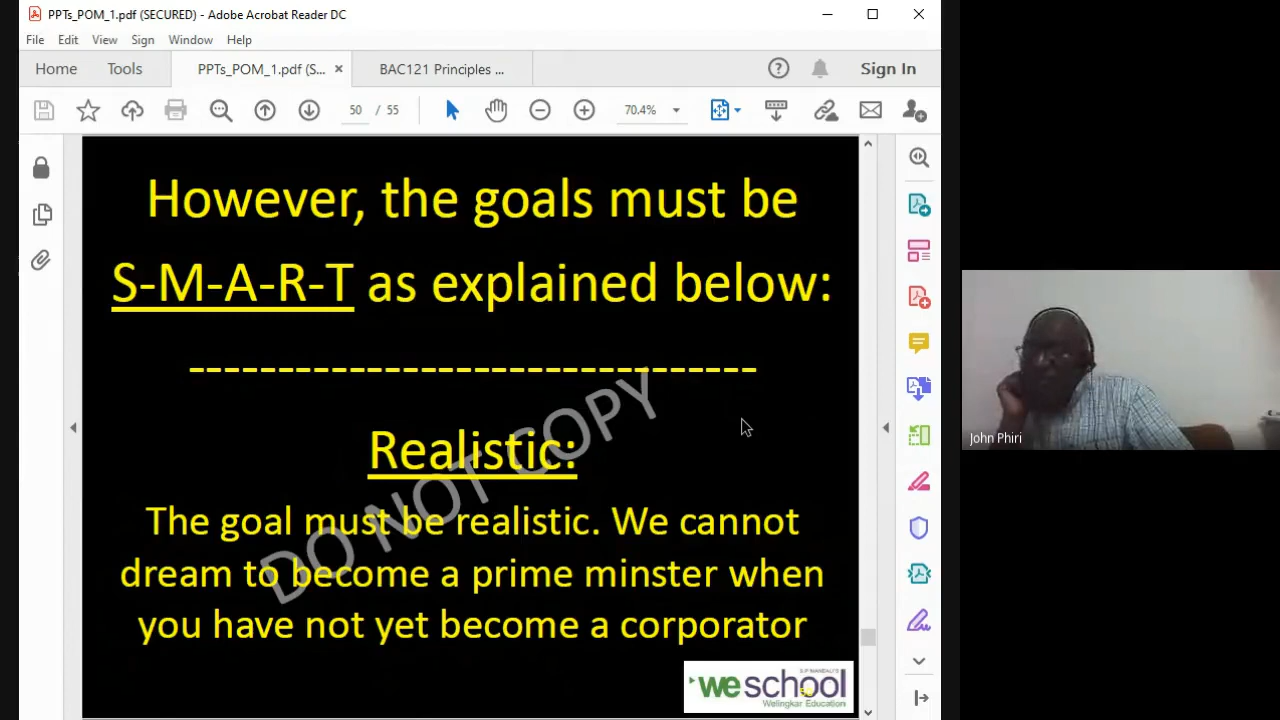 PPTs_POM_1.pdf (SECURED) - Adobe Acrobat Reader DC
File Edit View Sign Window Help
Home Tools PPTs_POM_1.pdf (S... × BAC121 Principles ... Sign In
50 / 55 70.4%
However, the goals must be
S-M-A-R-T as explained below:
-------------------------------
Realistic:
The goal must be realistic. We cannot
dream to become a prime minster when
you have not yet become a corporator
DO NOT COPY
S.P. MANDALI'S
we school
Welingkar Education
John Phiri